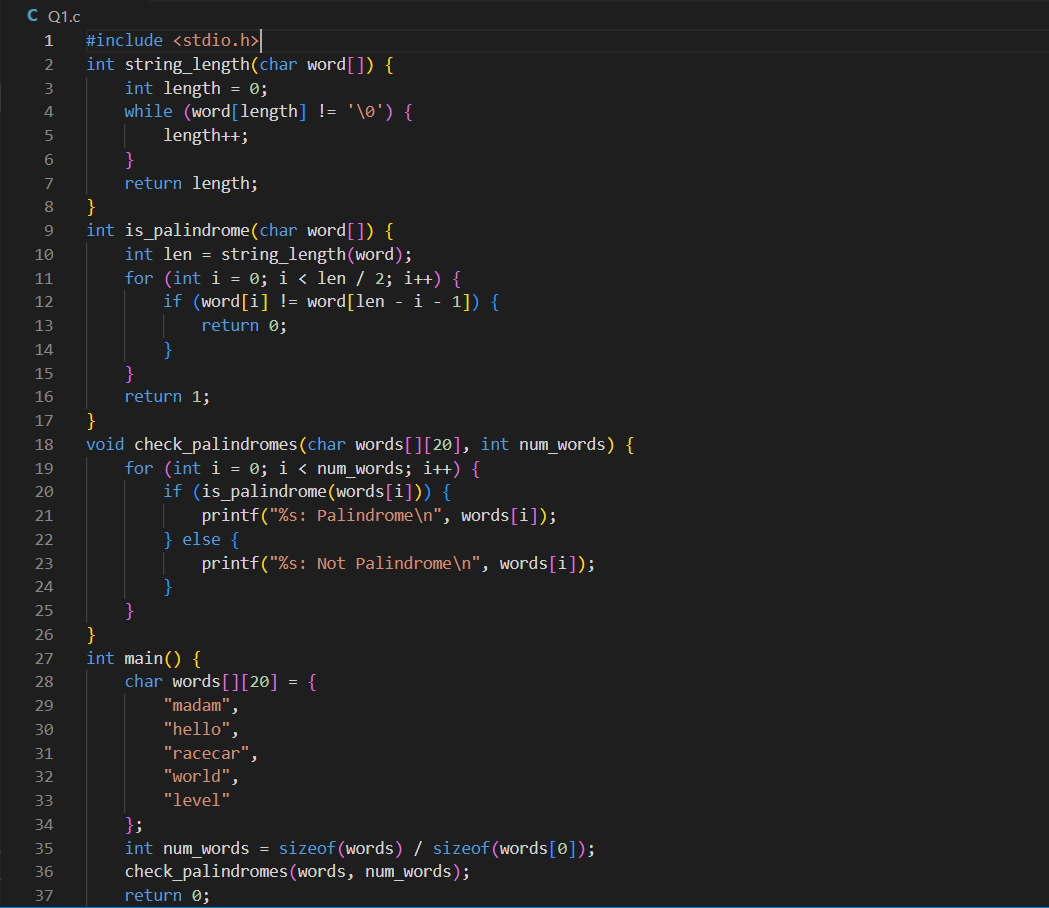 C Q1.c
1 #include <stdio.h>
2 int string_length(char word[]) {
3     int length = 0;
4     while (word[length] != '\0') {
5         length++;
6     }
7     return length;
8 }
9 int is_palindrome(char word[]) {
10     int len = string_length(word);
11     for (int i = 0; i < len / 2; i++) {
12         if (word[i] != word[len - i - 1]) {
13             return 0;
14         }
15     }
16     return 1;
17 }
18 void check_palindromes(char words[][20], int num_words) {
19     for (int i = 0; i < num_words; i++) {
20         if (is_palindrome(words[i])) {
21             printf("%s: Palindrome\n", words[i]);
22         } else {
23             printf("%s: Not Palindrome\n", words[i]);
24         }
25     }
26 }
27 int main() {
28     char words[][20] = {
29         "madam",
30         "hello",
31         "racecar",
32         "world",
33         "level"
34     };
35     int num_words = sizeof(words) / sizeof(words[0]);
36     check_palindromes(words, num_words);
37     return 0;